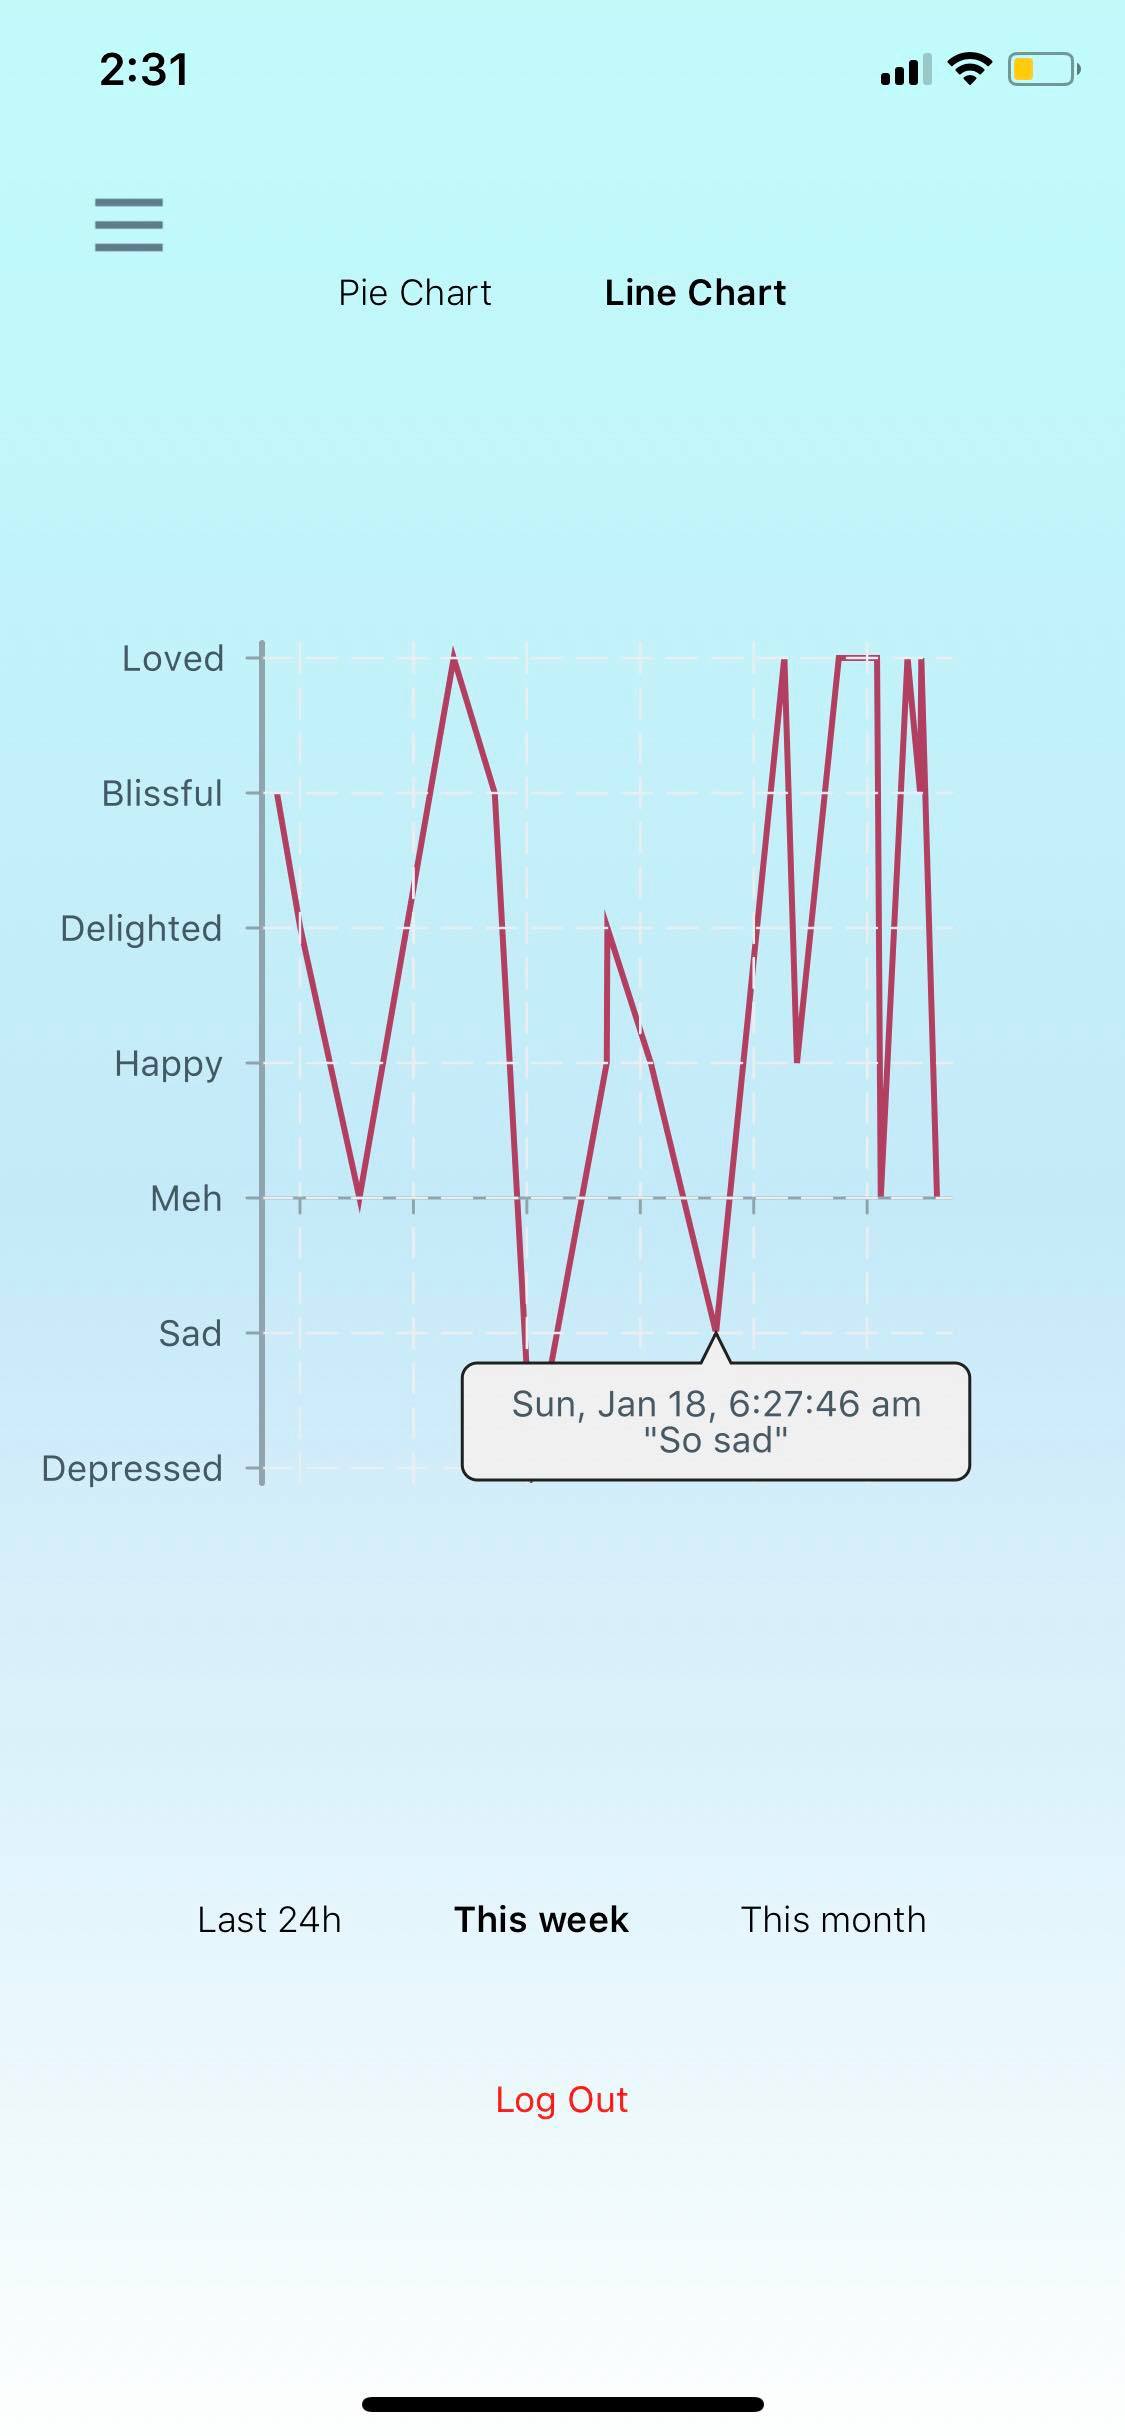 2:31
Pie Chart Line Chart
Loved
Blissful
Delighted
Happy
Meh
Sad
Depressed
Sun, Jan 18, 6:27:46 am
"So sad"
Last 24h This week This month
Log Out